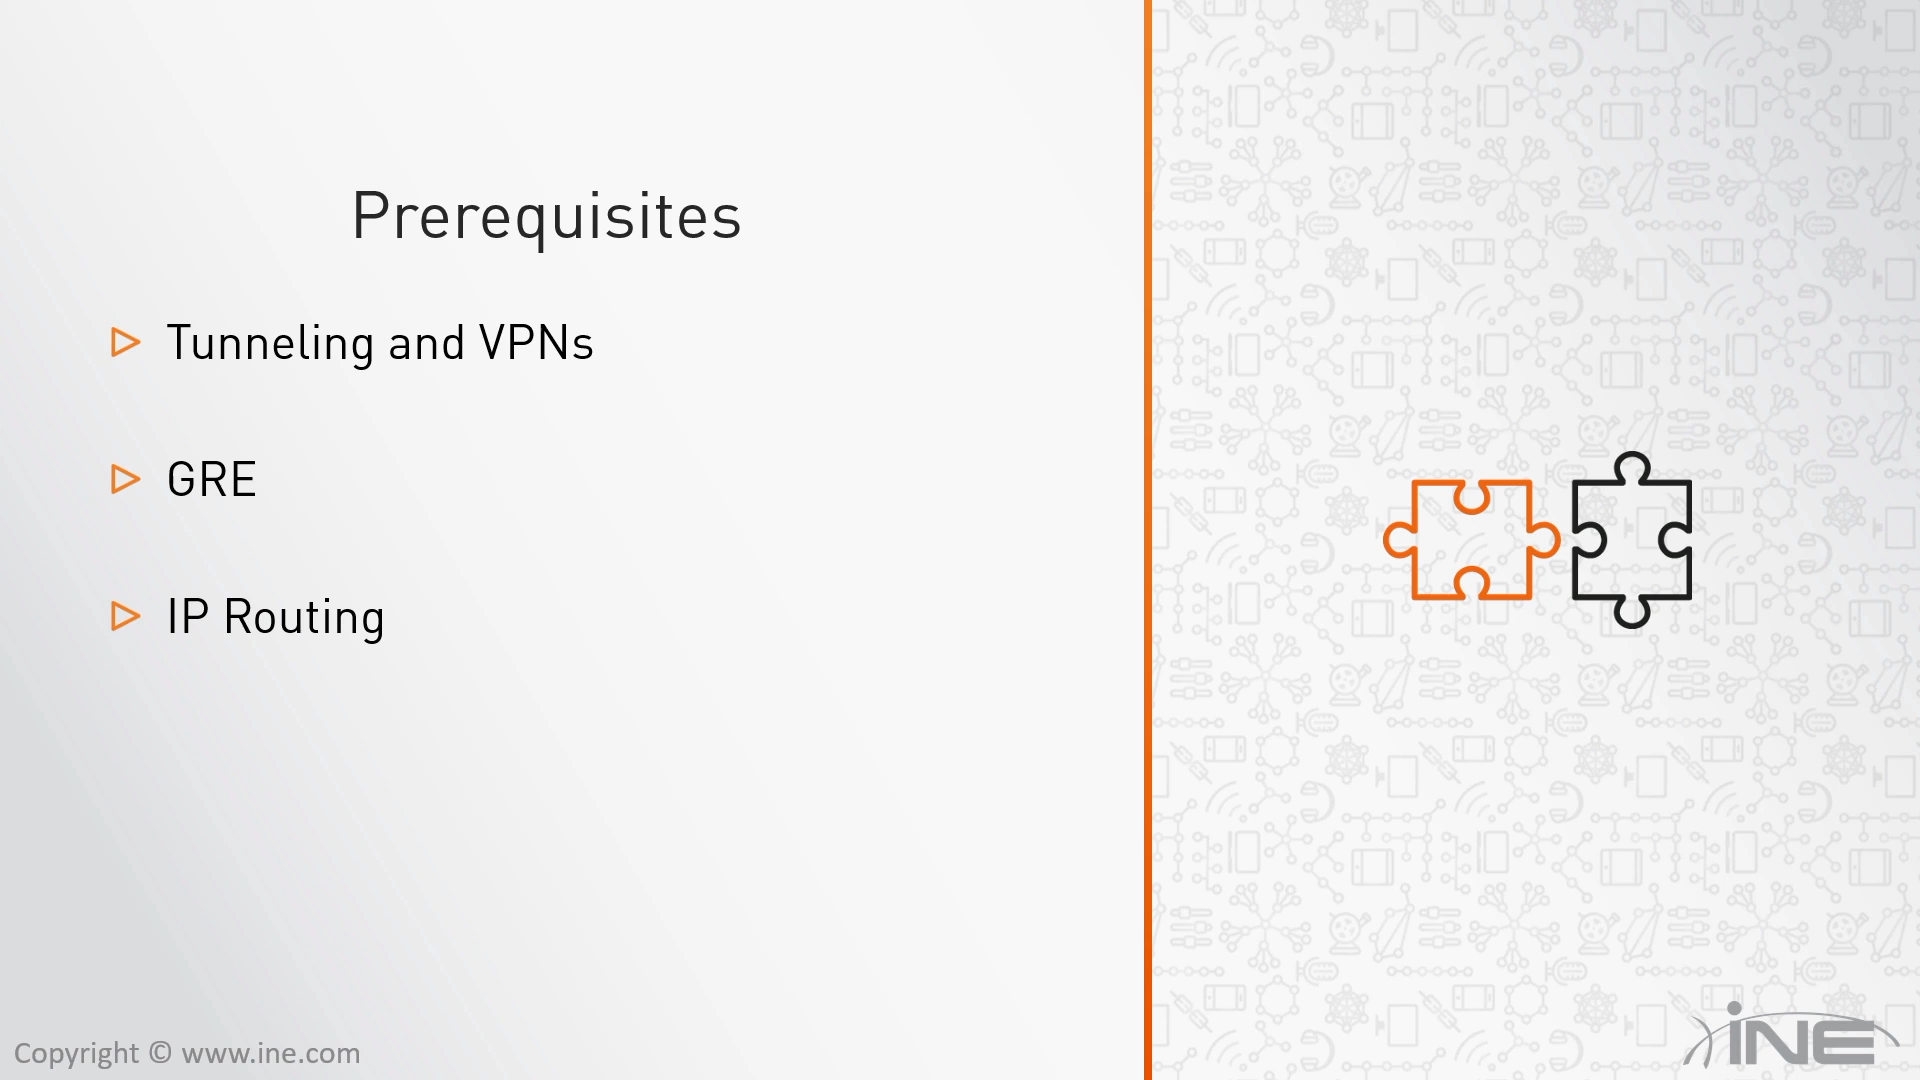 Prerequisites
Tunneling and VPNs
GRE
IP Routing
Copyright © www.ine.com
iNE